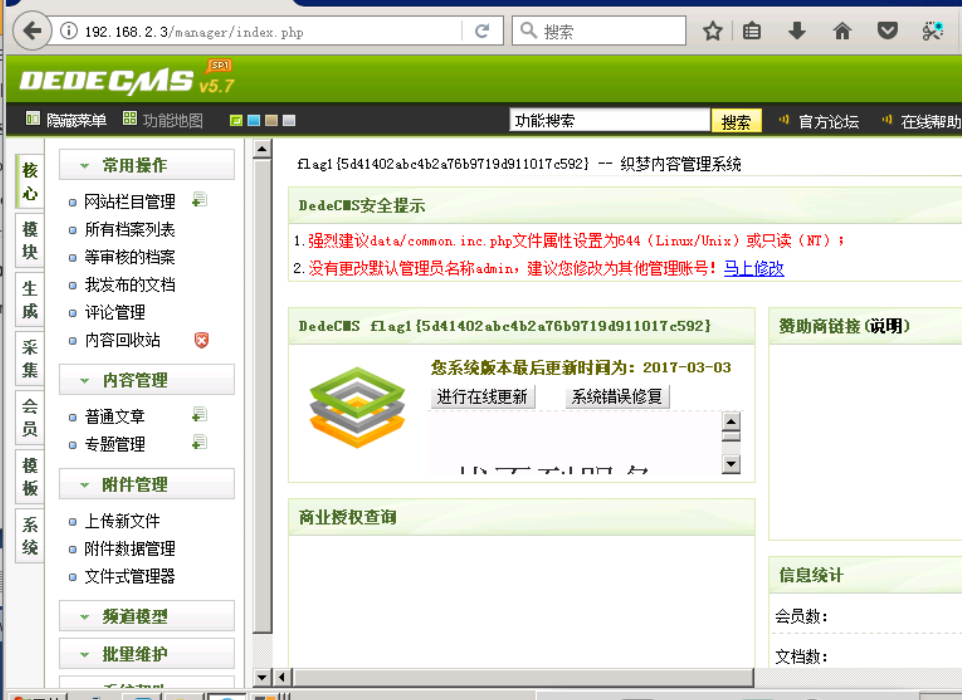 192.168.2.3/manager/index.php
搜索
DEDECMS v5.7 SP1
隐藏菜单 功能地图 功能搜索 搜索 官方论坛 在线帮助
核心
模块
生成
采集
会员
模板
系统
常用操作
网站栏目管理
所有档案列表
等审核的档案
我发布的文档
评论管理
内容回收站
内容管理
普通文章
专题管理
附件管理
上传新文件
附件数据管理
文件式管理器
频道模型
批量维护
flag1{5d41402abc4b2a76b9719d911017c592} -- 织梦内容管理系统
DedeCMS安全提示
1.强烈建议data/common.inc.php文件属性设置为644（Linux/Unix）或只读（NT）；
2.没有更改默认管理员名称admin，建议您修改为其他管理账号！马上修改
DedeCMS flag1{5d41402abc4b2a76b9719d911017c592}
您系统版本最后更新时间为：2017-03-03
进行在线更新 系统错误修复
商业授权查询
赞助商链接(说明)
信息统计
会员数：
文档数：